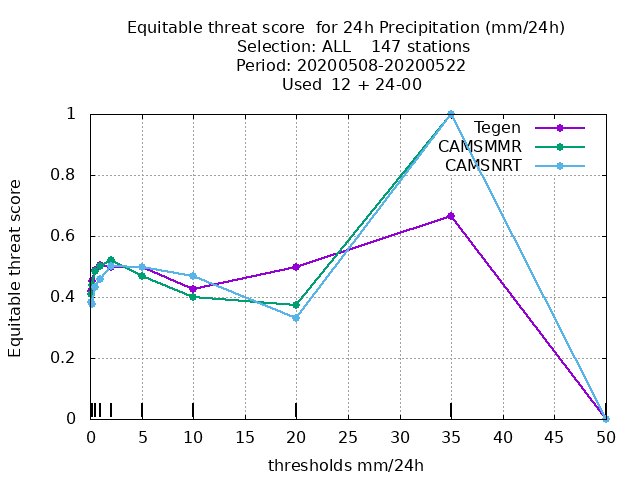 Equitable threat score  for 24h Precipitation (mm/24h)
Selection: ALL    147 stations
Period: 20200508-20200522
Used  12 + 24-00
Tegen
CAMSMMR
CAMSNRT
Equitable threat score
1
0.8
0.6
0.4
0.2
0
0 5 10 15 20 25 30 35 40 45 50
thresholds mm/24h